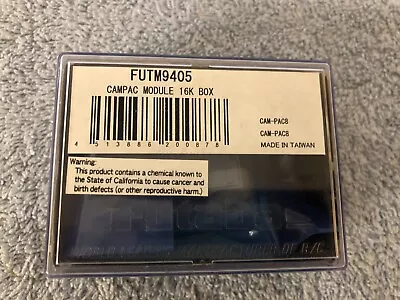 FUTM9405
CAMPAC MODULE 16K BOX
4 513886 200878
CAM-PAC8
CAM-PAC8
MADE IN TAIWAN
Warning:
This product contains a chemical known to
the State of California to cause cancer and
birth defects (or other reproductive harm.)
OF R/C